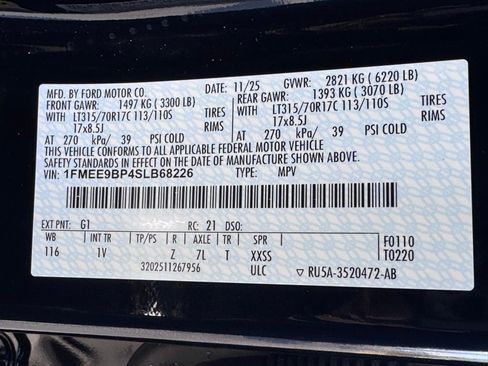 MFD. BY FORD MOTOR CO. DATE: 11/25 GVWR: 2821 KG ( 6220 LB)
FRONT GAWR: 1497 KG ( 3300 LB) REAR GAWR: 1393 KG ( 3070 LB)
WITH LT315/70R17C 113/110S TIRES WITH LT315/70R17C 113/110S TIRES
17x8.5J RIMS 17x8.5J RIMS
AT 270 kPa/ 39 PSI COLD AT 270 kPa/ 39 PSI COLD
THIS VEHICLE CONFORMS TO ALL APPLICABLE FEDERAL MOTOR VEHICLE
SAFETY STANDARDS IN EFFECT ON THE DATE OF MANUFACTURE SHOWN ABOVE.
VIN: 1FMEE9BP4SLB68226 TYPE: MPV
EXT PNT: G1 RC: 21 DSO:
WB INT TR TP/PS R AXLE TR SPR F0110
116 1V Z 7L T XXSS T0220
3202511267956 ULC ▽ RU5A-3520472-AB